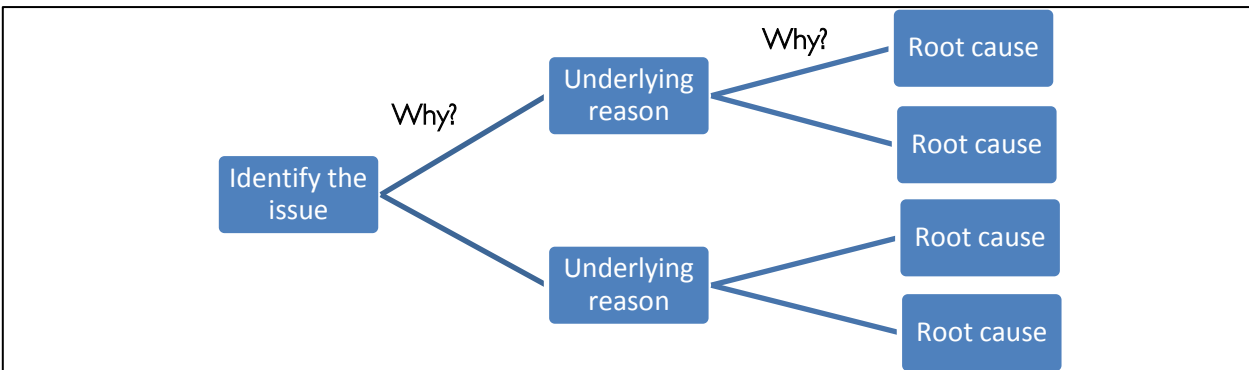 Identify the
issue
Why?
Underlying
reason
Why?
Root cause
Root cause
Underlying
reason
Root cause
Root cause